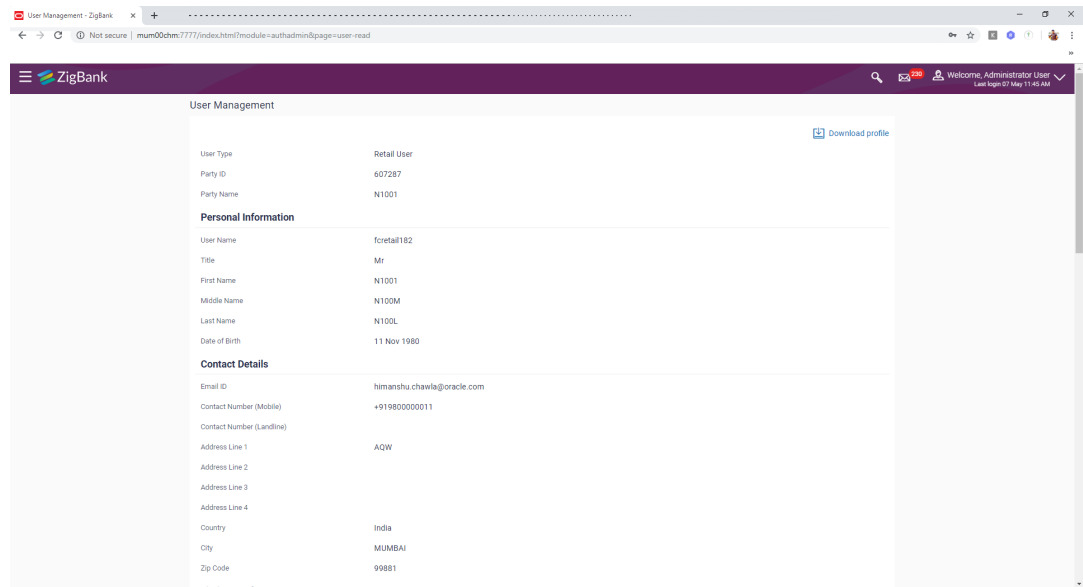 User Management - ZigBank
Not secure | mum00chm:7777/index.html?module=authadmin&page=user-read
ZigBank
230
Welcome, Administrator User
Last login 07 May 11:45 AM
User Management
Download profile
User Type Retail User
Party ID 607287
Party Name N1001
Personal Information
User Name fcretail182
Title Mr
First Name N1001
Middle Name N100M
Last Name N100L
Date of Birth 11 Nov 1980
Contact Details
Email ID himanshu.chawla@oracle.com
Contact Number (Mobile) +919800000011
Contact Number (Landline)
Address Line 1 AQW
Address Line 2
Address Line 3
Address Line 4
Country India
City MUMBAI
Zip Code 99881